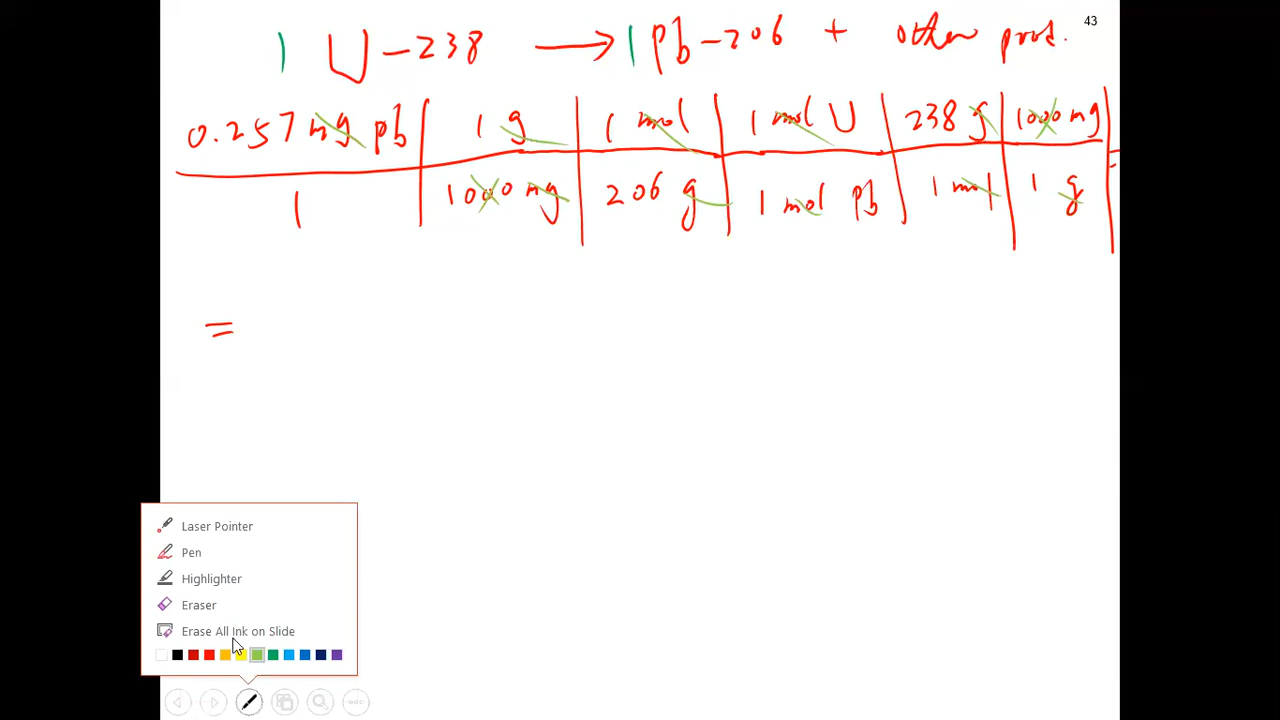 43
1 U-238 → 1 Pb-206 + other prod.
0.257 mg Pb | 1 g | 1 mol | 1 mol U | 238 g | 1000 mg
1 | 1000 mg | 206 g | 1 mol Pb | 1 mol | 1 g
=
Laser Pointer
Pen
Highlighter
Eraser
Erase All Ink on Slide